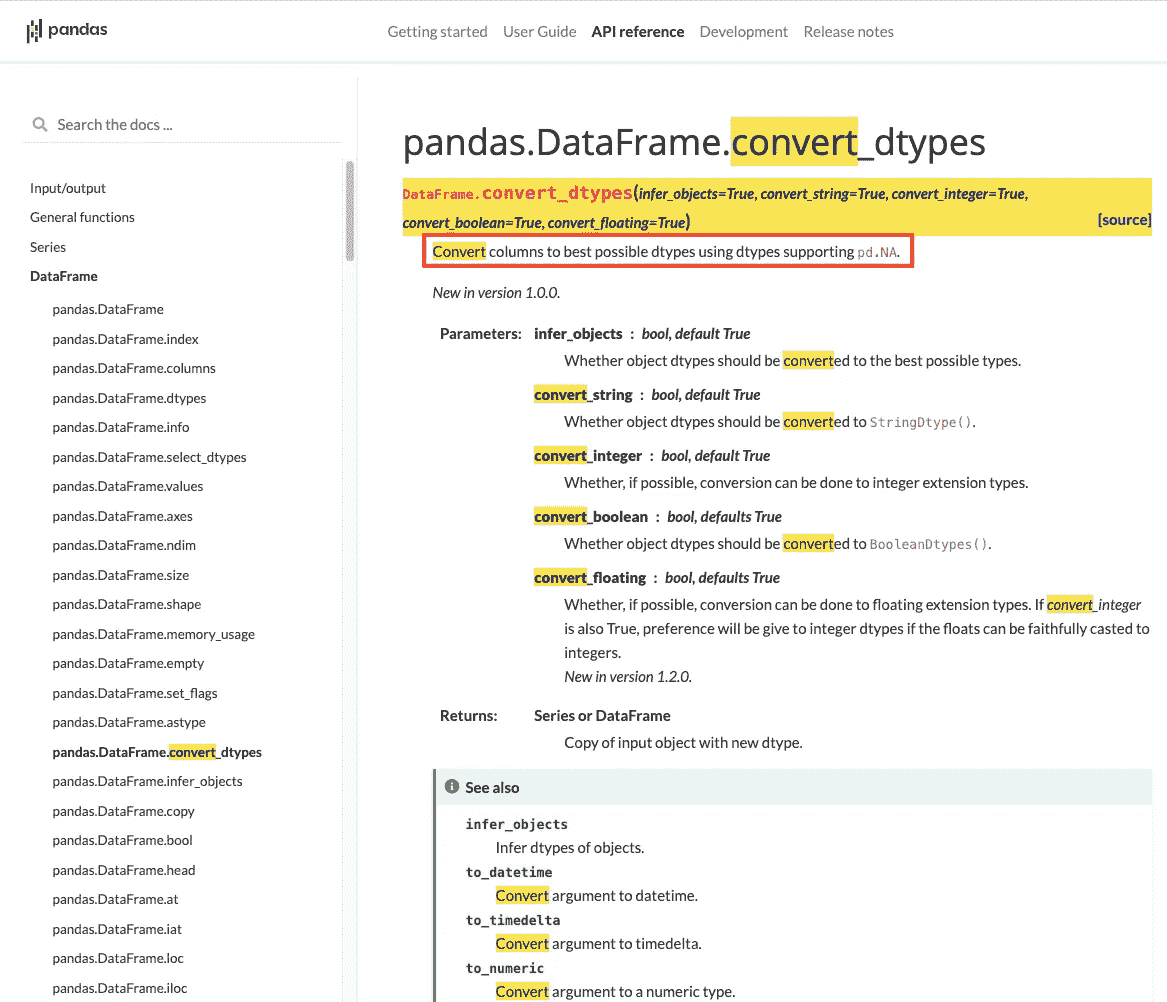 pandas
Getting started User Guide API reference Development Release notes
Search the docs ...
Input/output
General functions
Series
DataFrame
pandas.DataFrame
pandas.DataFrame.index
pandas.DataFrame.columns
pandas.DataFrame.dtypes
pandas.DataFrame.info
pandas.DataFrame.select_dtypes
pandas.DataFrame.values
pandas.DataFrame.axes
pandas.DataFrame.ndim
pandas.DataFrame.size
pandas.DataFrame.shape
pandas.DataFrame.memory_usage
pandas.DataFrame.empty
pandas.DataFrame.set_flags
pandas.DataFrame.astype
pandas.DataFrame.convert_dtypes
pandas.DataFrame.infer_objects
pandas.DataFrame.copy
pandas.DataFrame.bool
pandas.DataFrame.head
pandas.DataFrame.at
pandas.DataFrame.iat
pandas.DataFrame.loc
pandas.DataFrame.iloc
pandas.DataFrame.convert_dtypes
DataFrame.convert_dtypes(infer_objects=True, convert_string=True, convert_integer=True,
convert_boolean=True, convert_floating=True) [source]
Convert columns to best possible dtypes using dtypes supporting pd.NA.
New in version 1.0.0.
Parameters: infer_objects : bool, default True
Whether object dtypes should be converted to the best possible types.
convert_string : bool, default True
Whether object dtypes should be converted to StringDtype().
convert_integer : bool, default True
Whether, if possible, conversion can be done to integer extension types.
convert_boolean : bool, defaults True
Whether object dtypes should be converted to BooleanDtypes().
convert_floating : bool, defaults True
Whether, if possible, conversion can be done to floating extension types. If convert_integer
is also True, preference will be give to integer dtypes if the floats can be faithfully casted to
integers.
New in version 1.2.0.
Returns: Series or DataFrame
Copy of input object with new dtype.
See also
infer_objects
Infer dtypes of objects.
to_datetime
Convert argument to datetime.
to_timedelta
Convert argument to timedelta.
to_numeric
Convert argument to a numeric type.